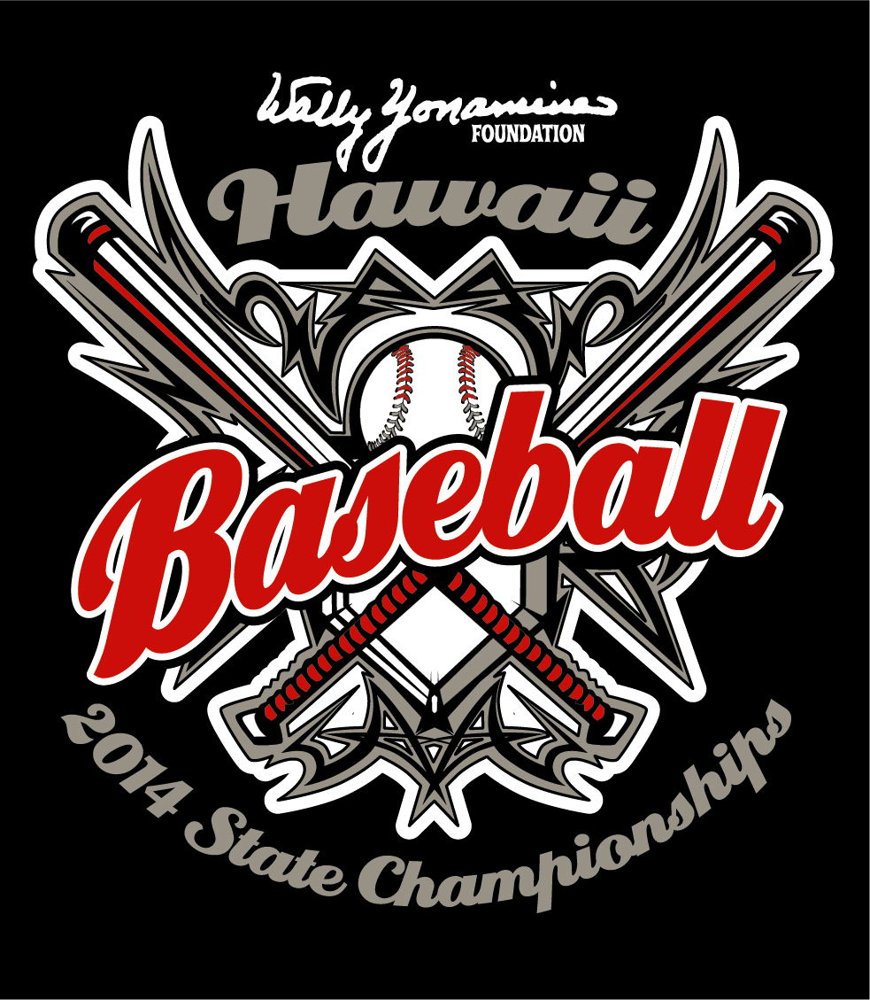 Wally Yonamine
FOUNDATION
Hawaii
Baseball
2014 State Championships